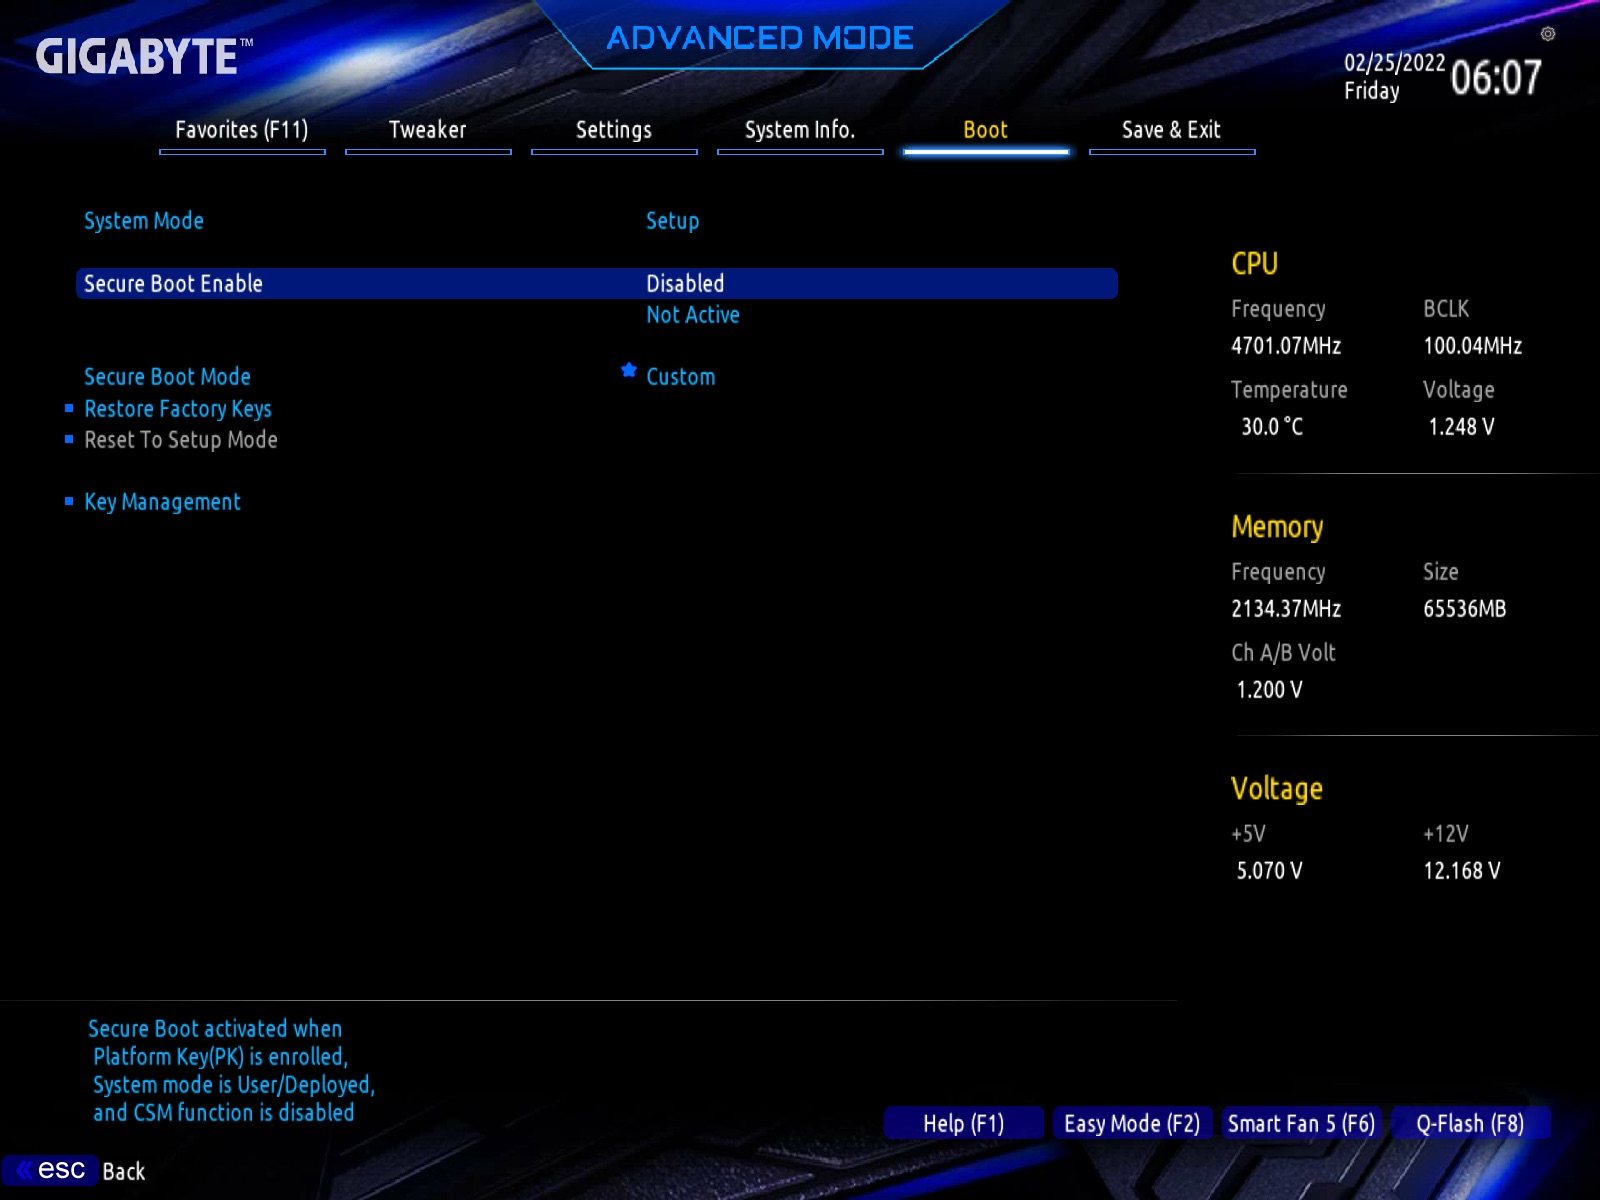 GIGABYTE™
ADVANCED MODE
02/25/2022
Friday
06:07
Favorites (F11) Tweaker Settings System Info. Boot Save & Exit
System Mode Setup
Secure Boot Enable Disabled
Not Active
Secure Boot Mode Custom
Restore Factory Keys
Reset To Setup Mode
Key Management
CPU
Frequency BCLK
4701.07MHz 100.04MHz
Temperature Voltage
30.0 °C 1.248 V
Memory
Frequency Size
2134.37MHz 65536MB
Ch A/B Volt
1.200 V
Voltage
+5V +12V
5.070 V 12.168 V
Secure Boot activated when
Platform Key(PK) is enrolled,
System mode is User/Deployed,
and CSM function is disabled
Help (F1) Easy Mode (F2) Smart Fan 5 (F6) Q-Flash (F8)
esc Back